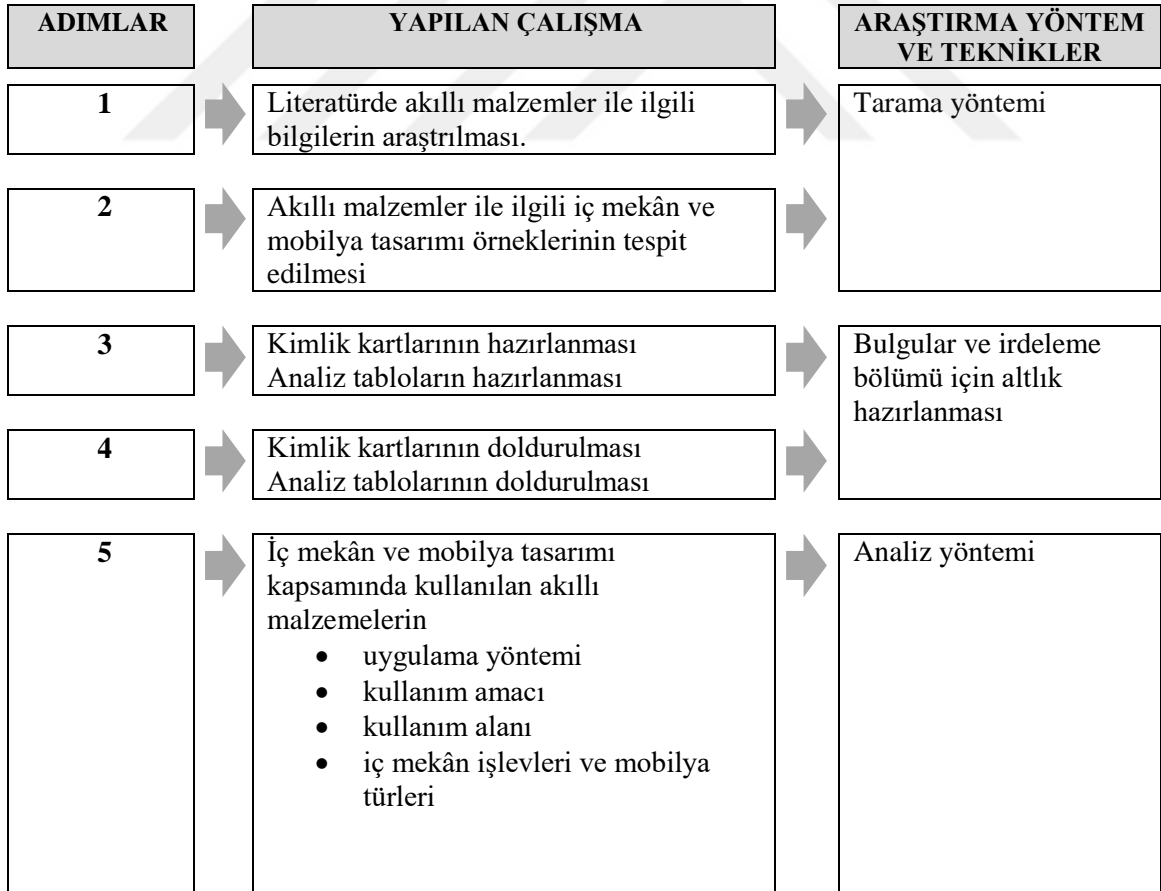 ADIMLAR
YAPILAN ÇALIŞMA
ARAŞTIRMA YÖNTEM
VE TEKNİKLER
1
Literatürde akıllı malzemler ile ilgili
bilgilerin araştrılması.
Tarama yöntemi
2
Akıllı malzemler ile ilgili iç mekân ve
mobilya tasarımı örneklerinin tespit
edilmesi
3
Kimlik kartlarının hazırlanması
Analiz tabloların hazırlanması
Bulgular ve irdeleme
bölümü için altlık
hazırlanması
4
Kimlik kartlarının doldurulması
Analiz tablolarının doldurulması
5
İç mekân ve mobilya tasarımı
kapsamında kullanılan akıllı
malzemelerin
• uygulama yöntemi
• kullanım amacı
• kullanım alanı
• iç mekân işlevleri ve mobilya
türleri
Analiz yöntemi